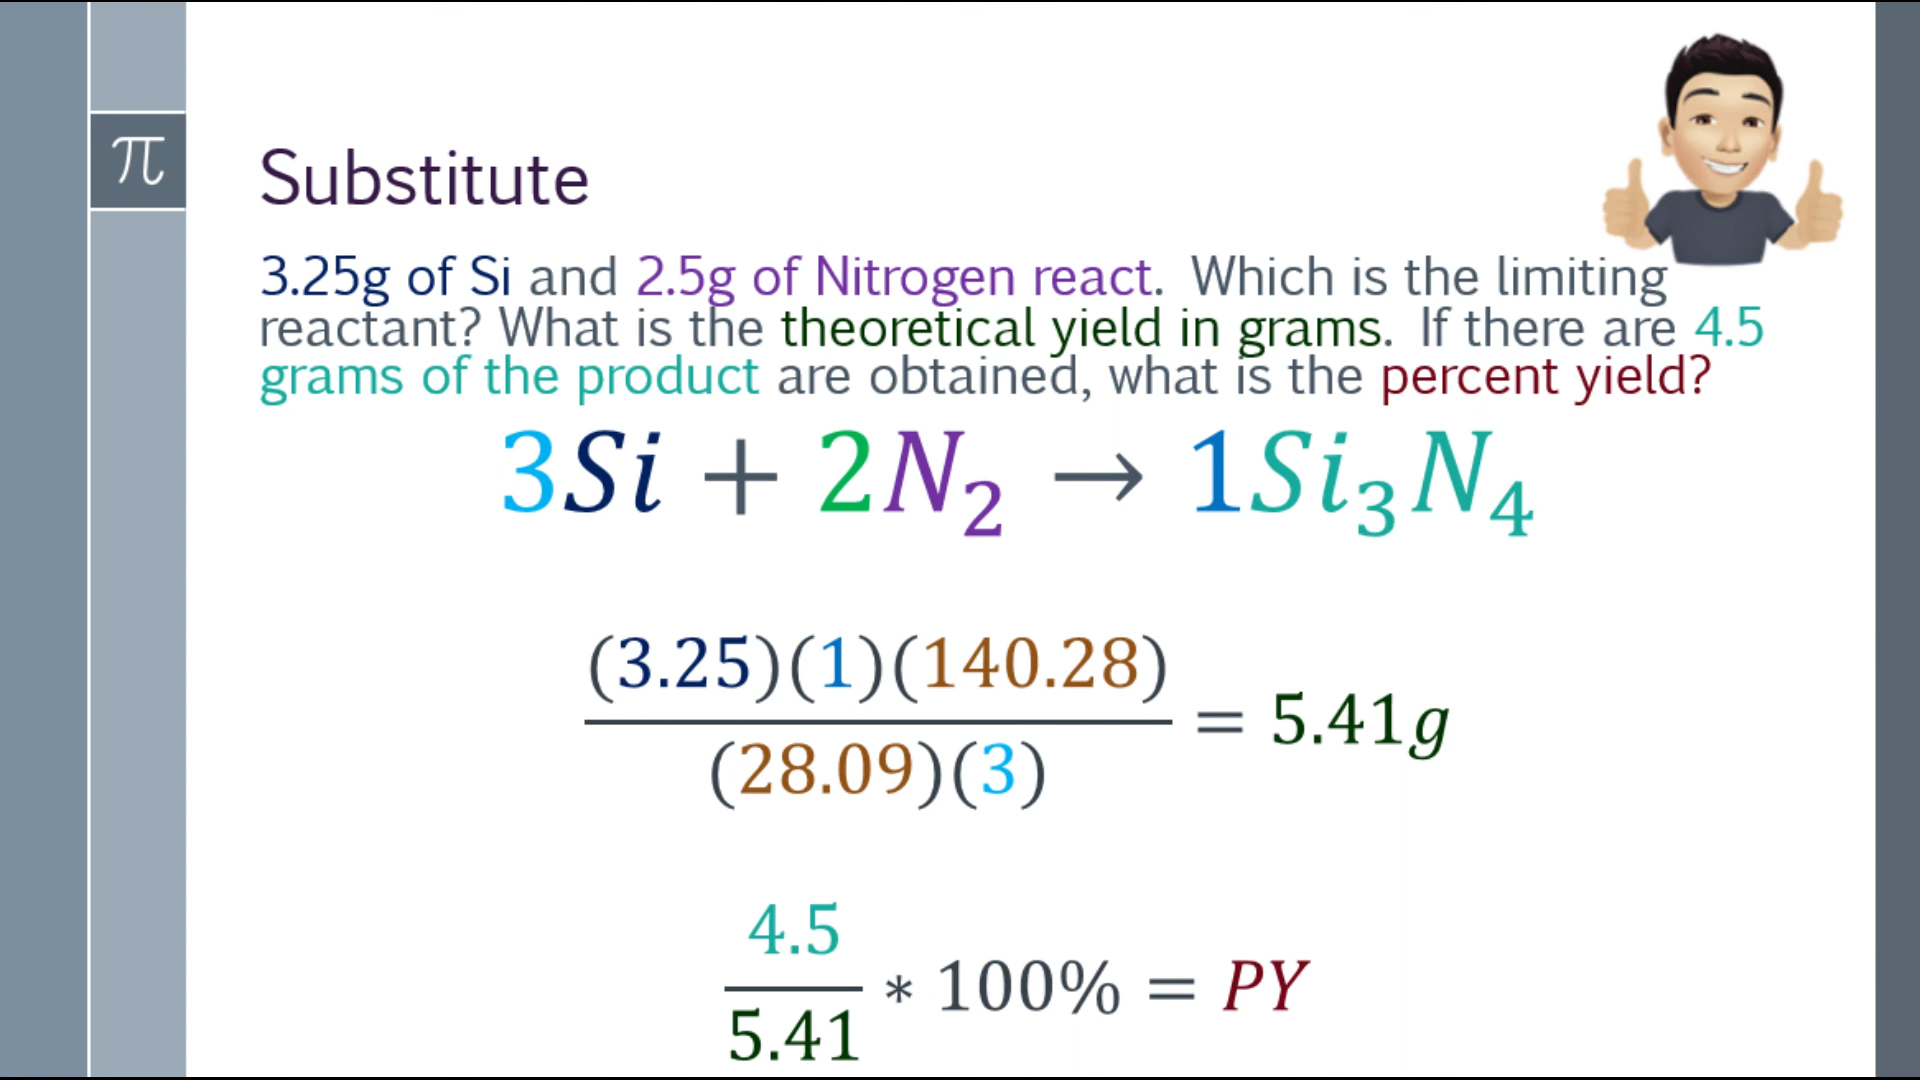 π
Substitute
3.25g of Si and 2.5g of Nitrogen react. Which is the limiting
reactant? What is the theoretical yield in grams. If there are 4.5
grams of the product are obtained, what is the percent yield?
3Si + 2N₂ → 1Si₃N₄
(3.25)(1)(140.28)
= 5.41g
(28.09)(3)
4.5
∗ 100% = PY
5.41